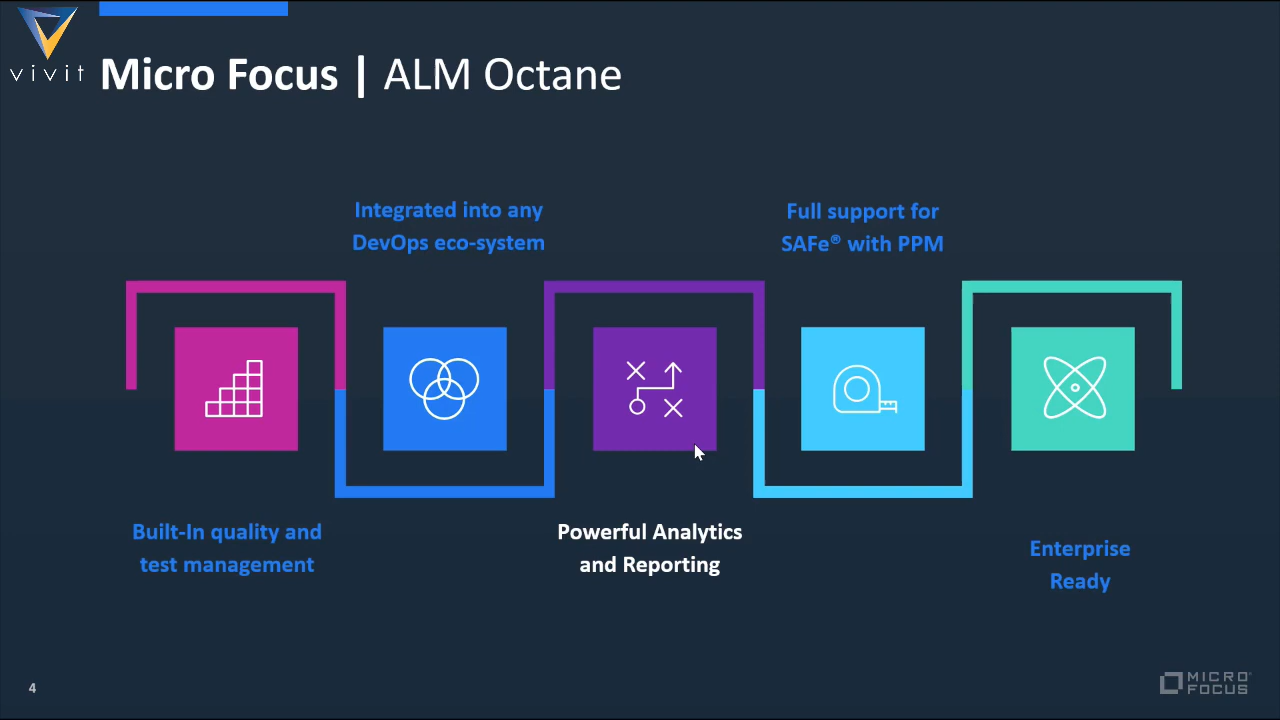 vivit
Micro Focus | ALM Octane
Integrated into any
DevOps eco-system
Full support for
SAFe® with PPM
Built-In quality and
test management
Powerful Analytics
and Reporting
Enterprise
Ready
4
MICRO
FOCUS